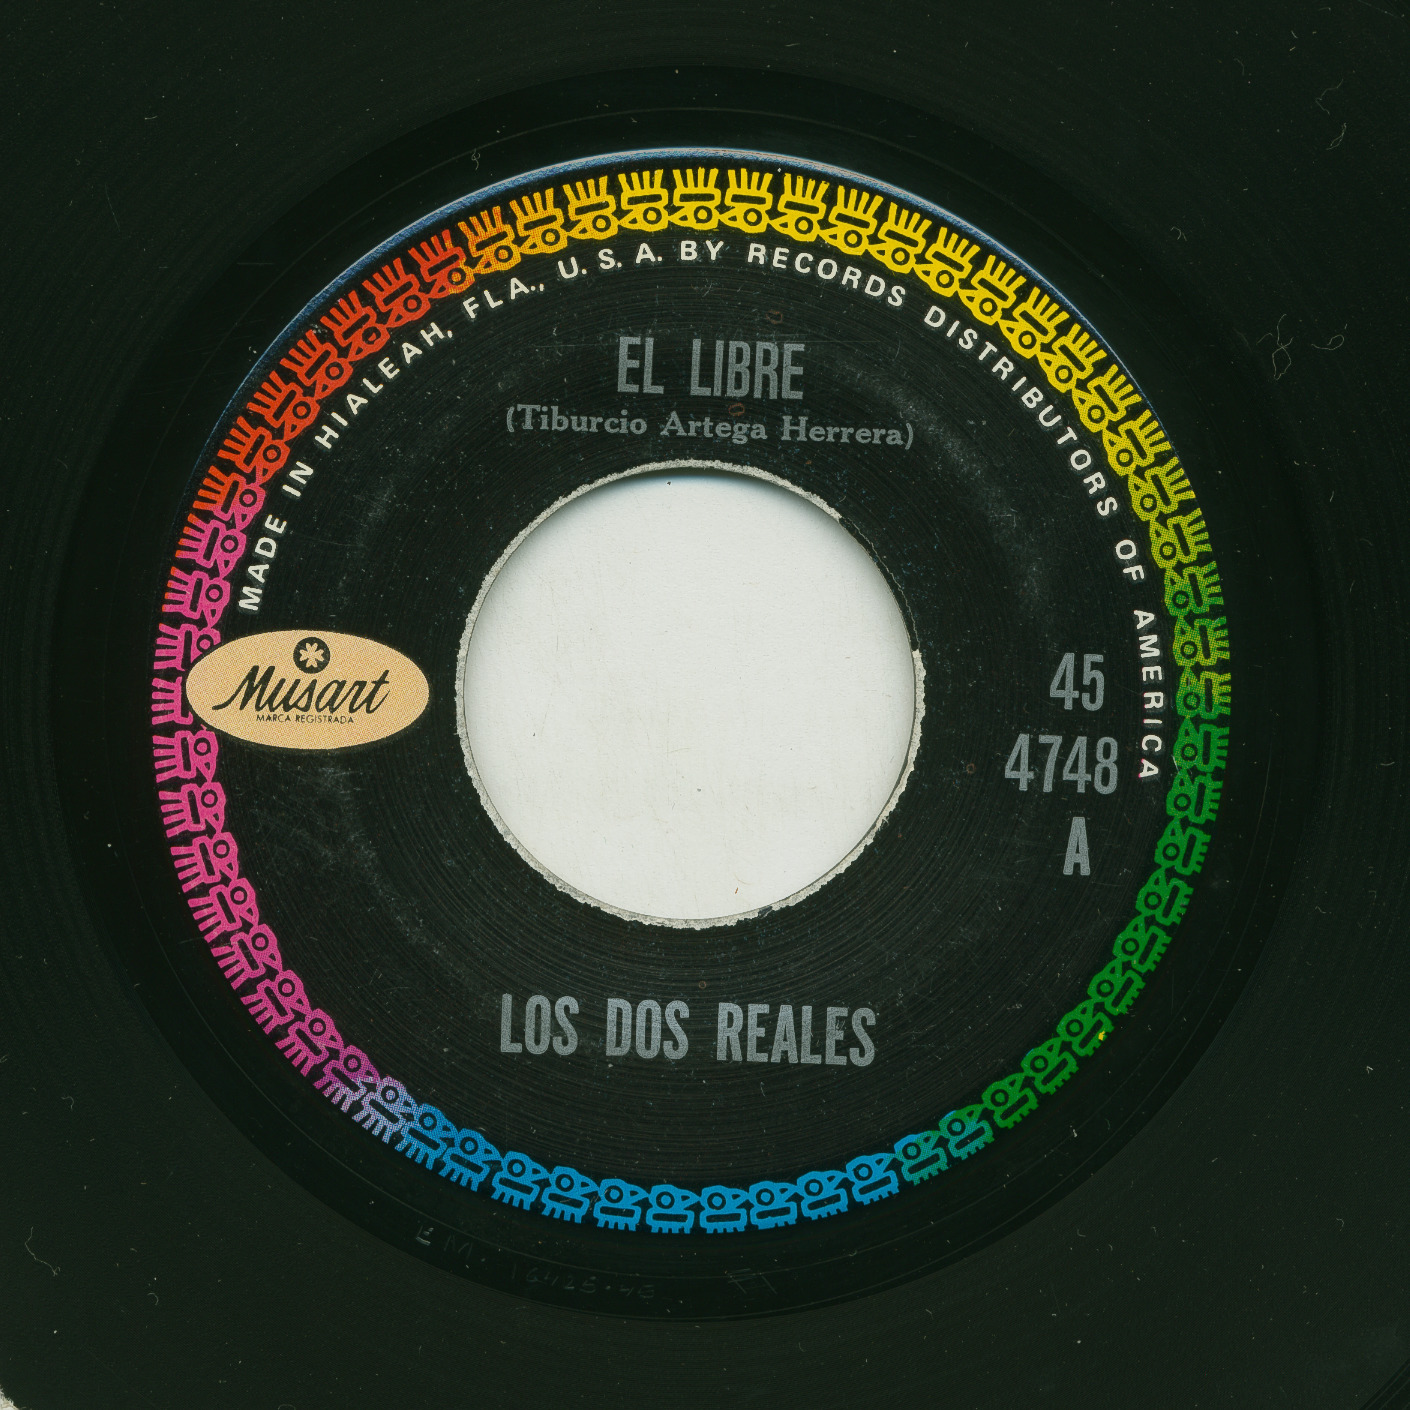 MADE IN HIALEAH, FLA., U.S.A. BY RECORDS DISTRIBUTORS OF AMERICA
EL LIBRE
(Tiburcio Artega Herrera)
Musart
MARCA REGISTRADA
45
4748
A
LOS DOS REALES